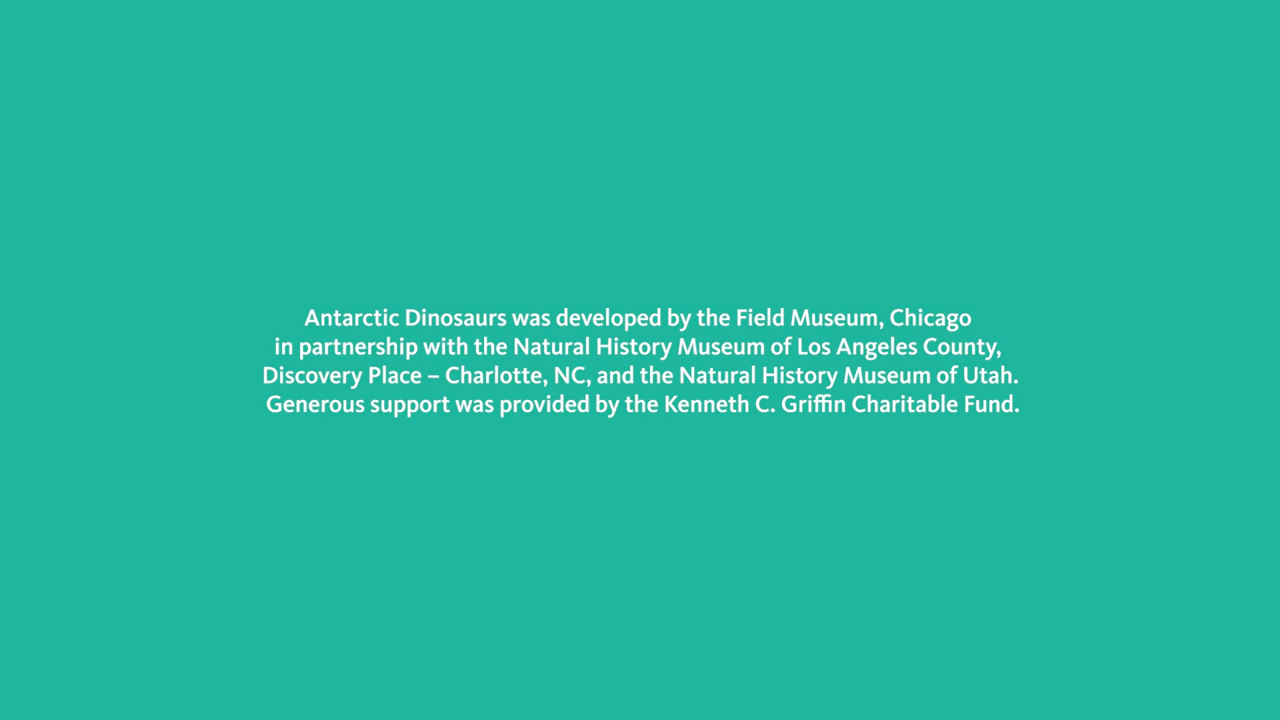 Antarctic Dinosaurs was developed by the Field Museum, Chicago
in partnership with the Natural History Museum of Los Angeles County,
Discovery Place – Charlotte, NC, and the Natural History Museum of Utah.
Generous support was provided by the Kenneth C. Griffin Charitable Fund.